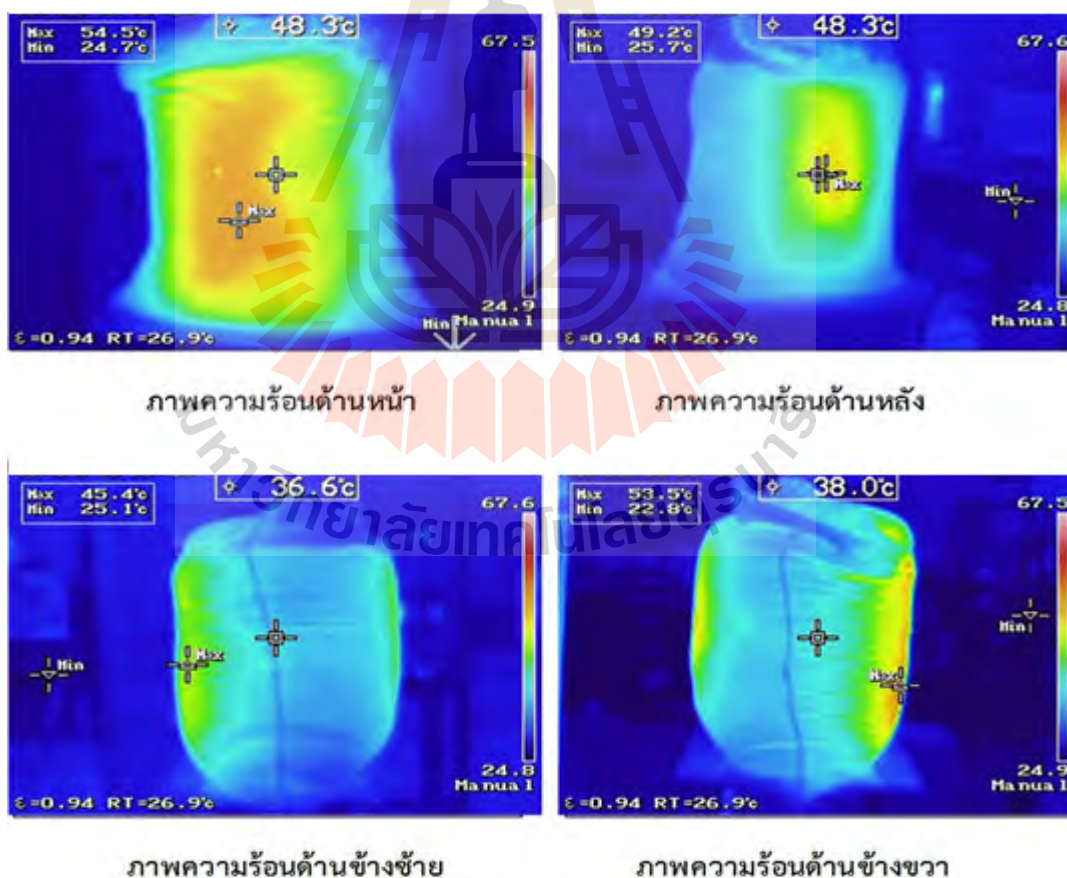 Max 54.5℃
Min 24.7℃
48.3℃
67.5
Max
24.9
Min
Manual
ε=0.94 RT=26.9℃
Max 49.2℃
Min 25.7℃
48.3℃
67.6
Max
Min
24.8
Manual
ε=0.94 RT=26.9℃
ภาพความร้อนด้านหน้า
ภาพความร้อนด้านหลัง
Max 45.4℃
Min 25.1℃
36.6℃
67.6
Max
Min
24.8
Manual
ε=0.94 RT=26.9℃
Max 53.5℃
Min 22.8℃
38.0℃
67.5
Min
Max
24.9
Manual
ε=0.94 RT=26.9℃
มหาวิทยาลัยเทคโนโลยีสุรนารี
ภาพความร้อนด้านข้างซ้าย
ภาพความร้อนด้านข้างขวา